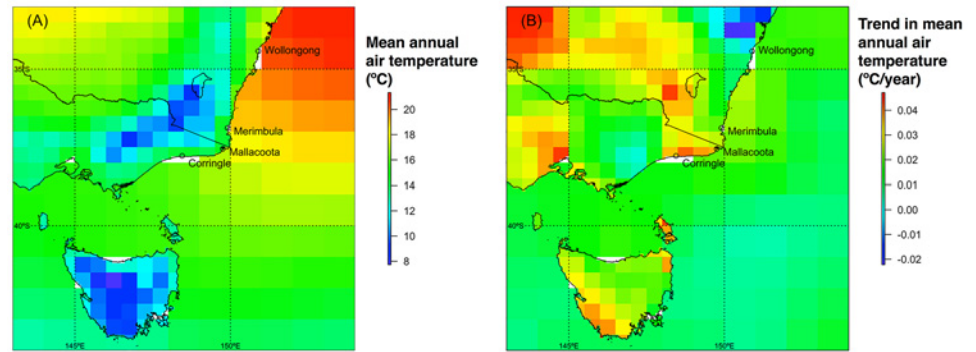 (A)
Wollongong
35°S
Merimbula
Mallacoota
Corringle
40°S
145°E
150°E
Mean annual
air temperature
(ºC)
20
18
16
14
12
10
8
(B)
Wollongong
35°S
Merimbula
Mallacoota
Corringle
40°S
145°E
150°E
Trend in mean
annual air
temperature
(ºC/year)
0.04
0.03
0.02
0.01
0.00
-0.01
-0.02